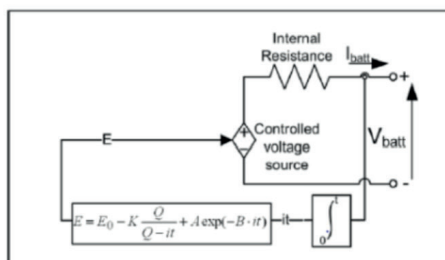 Internal
Resistance
I_batt
+
E
+
−
Controlled
voltage
source
V_batt
-
E = E_0 − K Q/(Q − it) + A exp(−B · it)
it
∫
t
0